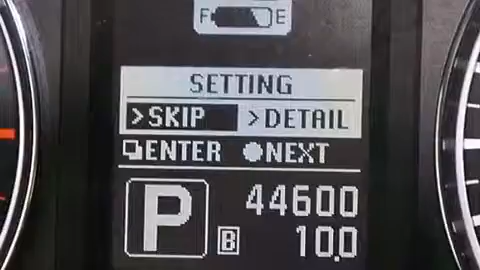 F E
SETTING
>SKIP >DETAIL
ENTER NEXT
P 44600
B 10.0